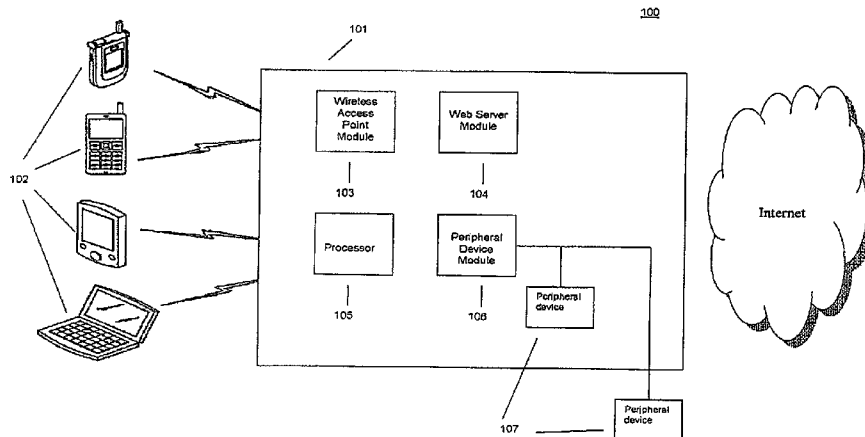 100
101
Wireless
Access
Point
Module
Web Server
Module
102
103
104
Internet
Processor
Peripheral
Device
Module
105
106
Peripheral
device
107
Peripheral
device